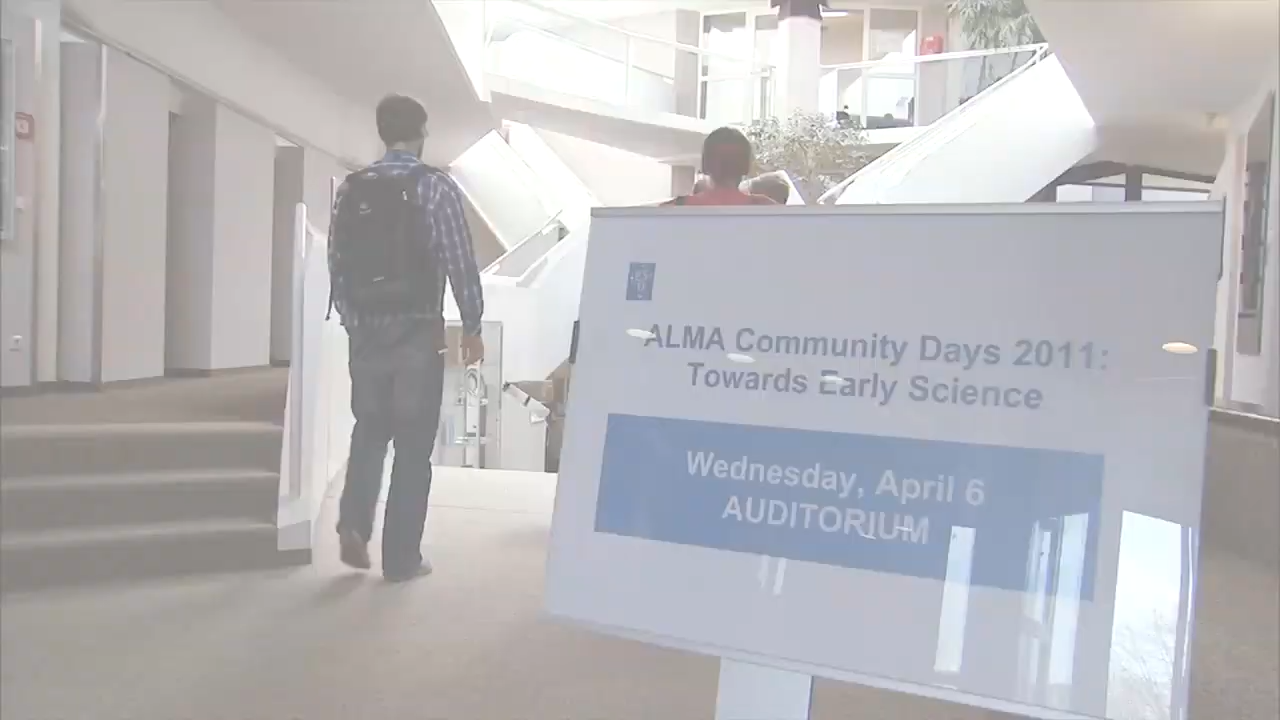 ALMA Community Days 2011:
Towards Early Science
Wednesday, April 6
AUDITORIUM